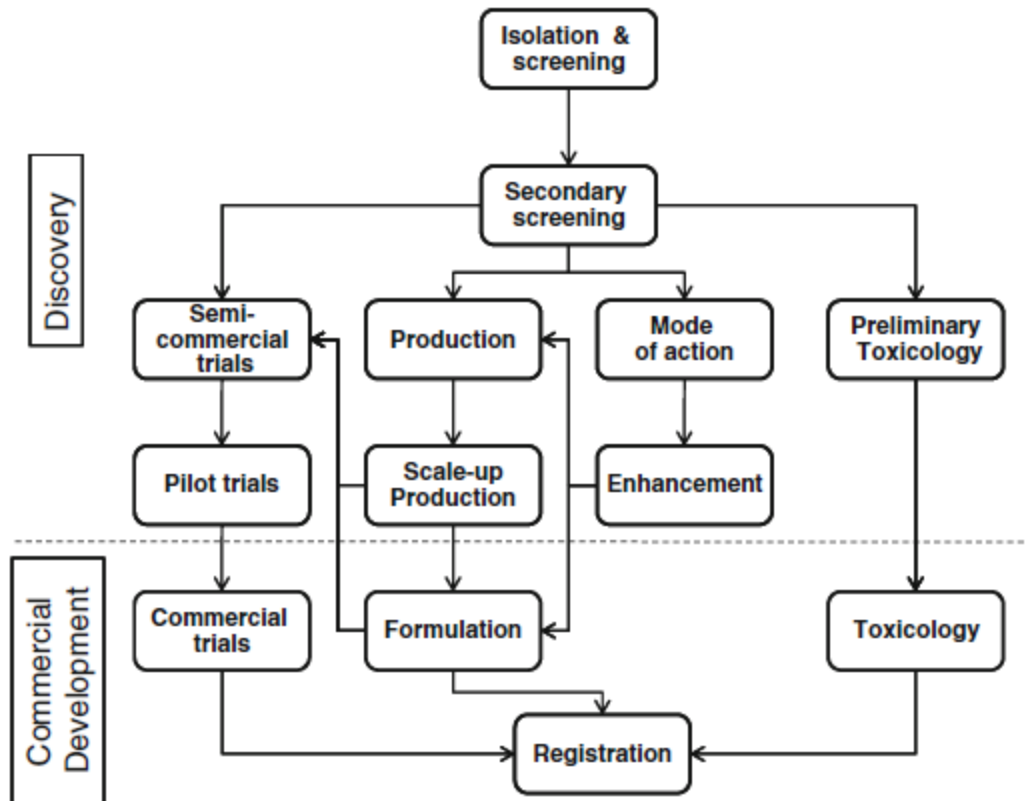 Isolation &
screening
Secondary
screening
Discovery
Semi-
commercial
trials
Production
Mode
of action
Preliminary
Toxicology
Pilot trials
Scale-up
Production
Enhancement
Commercial
Development
Commercial
trials
Formulation
Toxicology
Registration